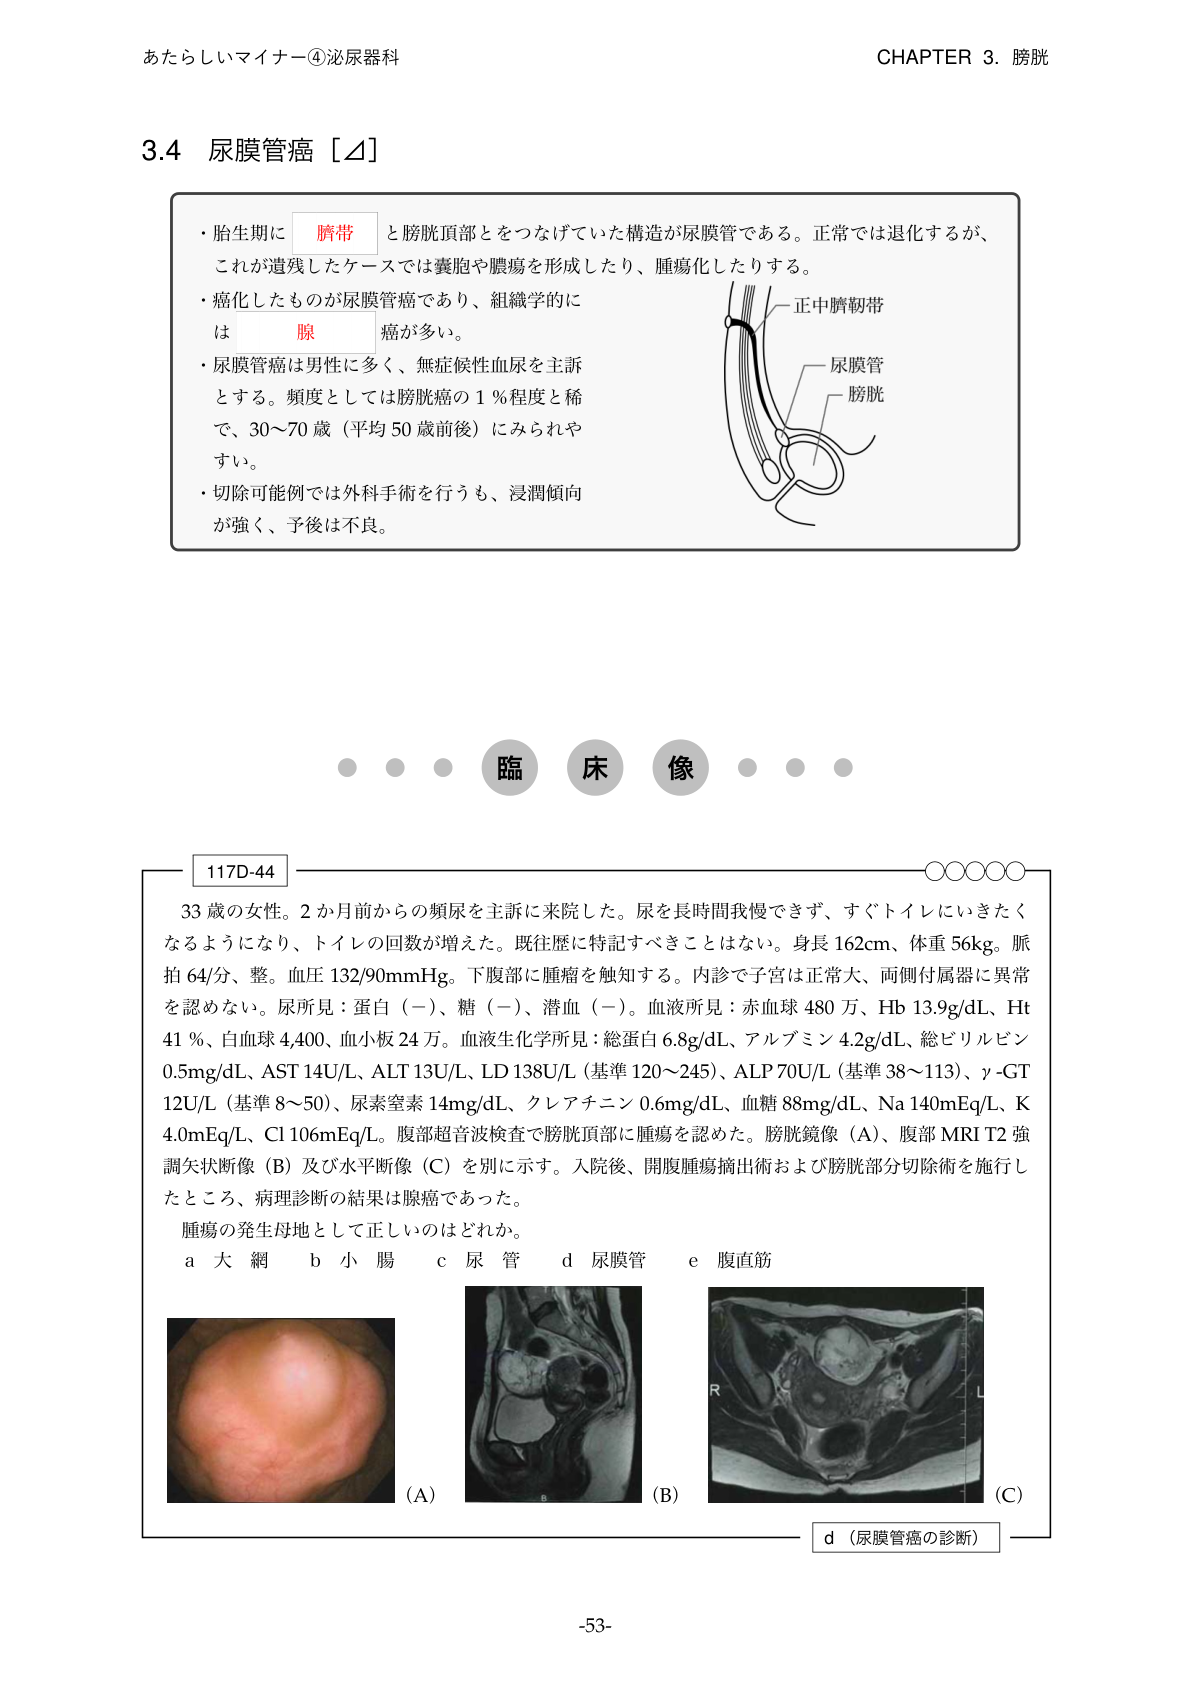 あたらしいマイナー④泌尿器科　CHAPTER 3. 膀胱
3.4　尿膜管癌［⊿］
・胎生期に 臍帯 と膀胱頂部とをつなげていた構造が尿膜管である。正常では退化するが、
これが遺残したケースでは嚢胞や膿瘍を形成したり、腫瘍化したりする。
・癌化したものが尿膜管癌であり、組織学的に
は 腺 癌が多い。
・尿膜管癌は男性に多く、無症候性血尿を主訴
とする。頻度としては膀胱癌の 1 %程度と稀
で、30〜70 歳（平均 50 歳前後）にみられや
すい。
・切除可能例では外科手術を行うも、浸潤傾向
が強く、予後は不良。
正中臍靭帯
尿膜管
膀胱
臨 床 像
117D-44
33 歳の女性。2 か月前からの頻尿を主訴に来院した。尿を長時間我慢できず、すぐトイレにいきたく
なるようになり、トイレの回数が増えた。既往歴に特記すべきことはない。身長 162cm、体重 56kg。脈
拍 64/分、整。血圧 132/90mmHg。下腹部に腫瘤を触知する。内診で子宮は正常大、両側付属器に異常
を認めない。尿所見：蛋白（－）、糖（－）、潜血（－）。血液所見：赤血球 480 万、Hb 13.9g/dL、Ht
41 %、白血球 4,400、血小板 24 万。血液生化学所見：総蛋白 6.8g/dL、アルブミン 4.2g/dL、総ビリルビン
0.5mg/dL、AST 14U/L、ALT 13U/L、LD 138U/L（基準 120〜245）、ALP 70U/L（基準 38〜113）、γ-GT
12U/L（基準 8〜50）、尿素窒素 14mg/dL、クレアチニン 0.6mg/dL、血糖 88mg/dL、Na 140mEq/L、K
4.0mEq/L、Cl 106mEq/L。腹部超音波検査で膀胱頂部に腫瘍を認めた。膀胱鏡像（A）、腹部 MRI T2 強
調矢状断像（B）及び水平断像（C）を別に示す。入院後、開腹腫瘍摘出術および膀胱部分切除術を施行し
たところ、病理診断の結果は腺癌であった。
腫瘍の発生母地として正しいのはどれか。
a 大　網　b 小　腸　c 尿　管　d 尿膜管　e 腹直筋
R
L
B
（A）　（B）　（C）
d （尿膜管癌の診断）
-53-